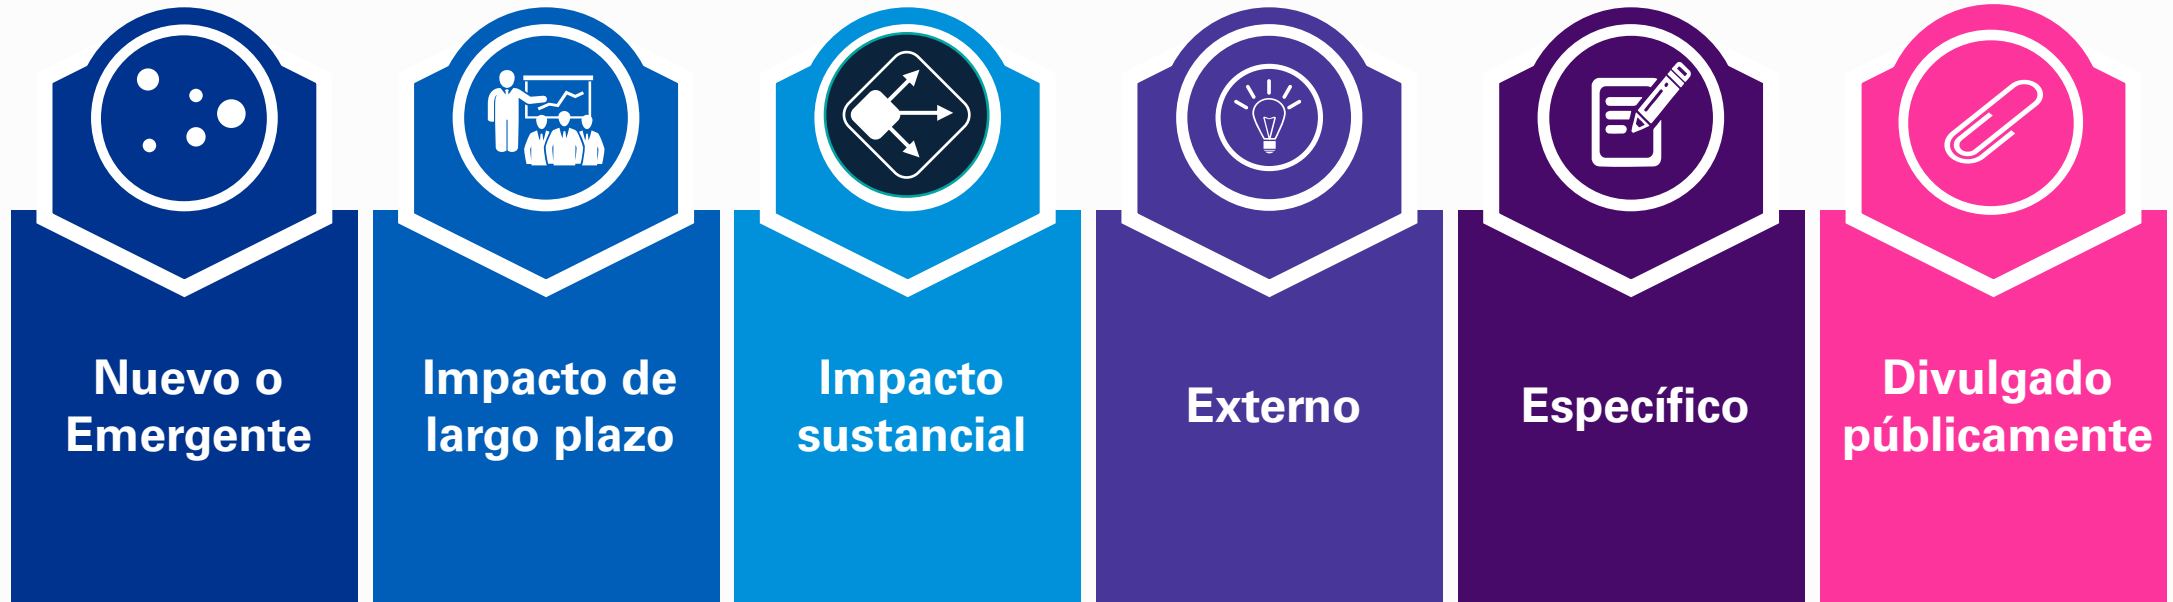 Nuevo o
Emergente
Impacto de
largo plazo
Impacto
sustancial
Externo
Específico
Divulgado
públicamente